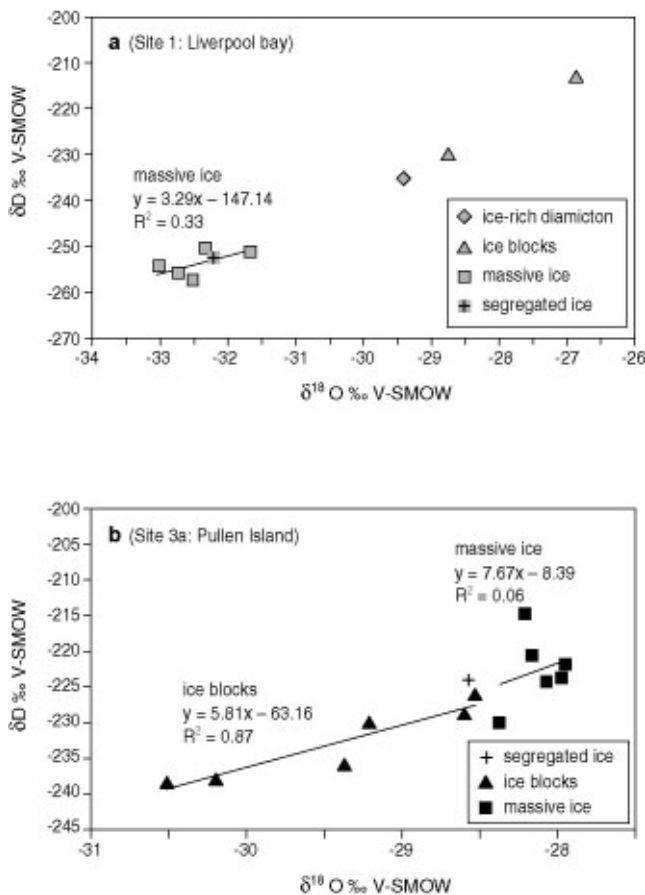 -200
-210
-220
-230
-240
-250
-260
-270
δD ‰ V-SMOW
a (Site 1: Liverpool bay)
massive ice
y = 3.29x – 147.14
R² = 0.33
ice-rich diamicton
ice blocks
massive ice
segregated ice
-34 -33 -32 -31 -30 -29 -28 -27 -26
δ¹⁸ O ‰ V-SMOW
-200
-205
-210
-215
-220
-225
-230
-235
-240
-245
δD ‰ V-SMOW
b (Site 3a: Pullen Island)
massive ice
y = 7.67x – 8.39
R² = 0.06
ice blocks
y = 5.81x – 63.16
R² = 0.87
segregated ice
ice blocks
massive ice
-31 -30 -29 -28
δ¹⁸ O ‰ V-SMOW